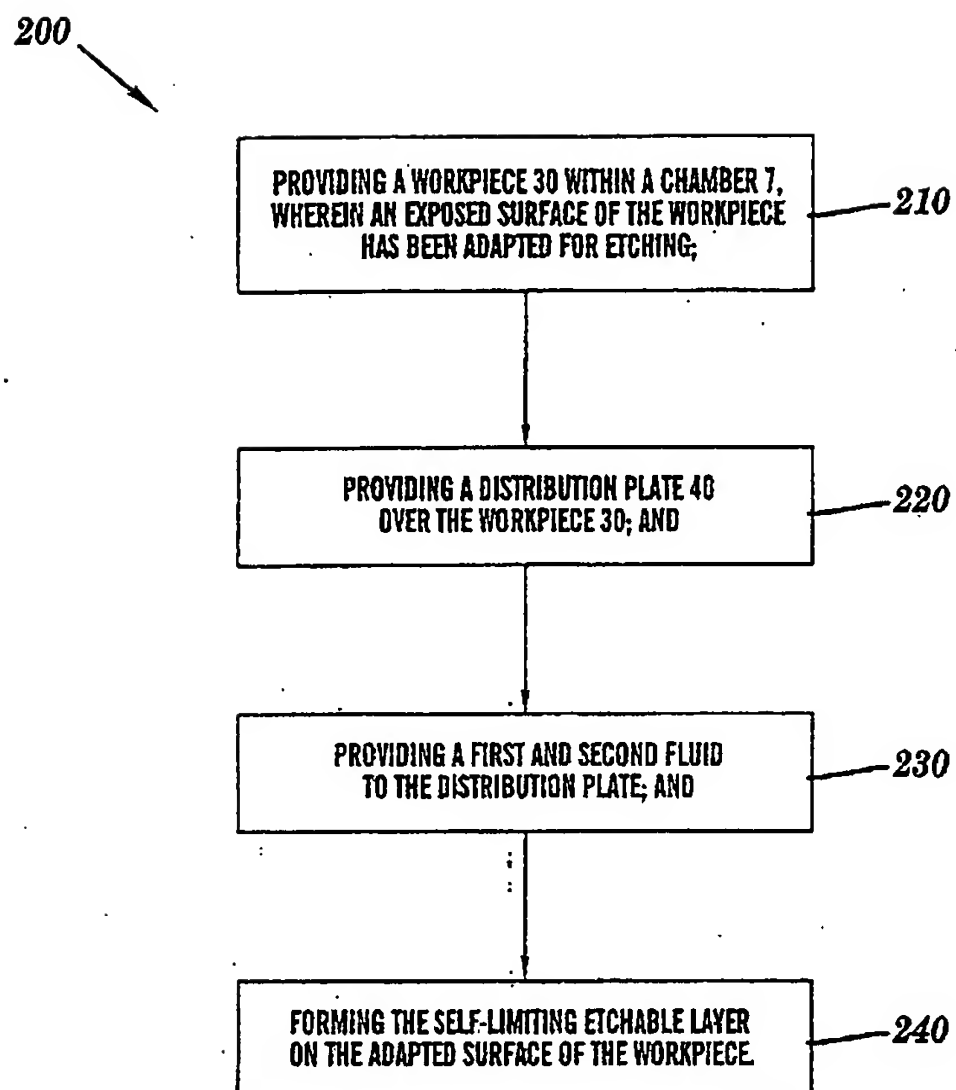 200
PROVIDING A WORKPIECE 30 WITHIN A CHAMBER 7,
WHEREIN AN EXPOSED SURFACE OF THE WORKPIECE
HAS BEEN ADAPTED FOR ETCHING;
210
PROVIDING A DISTRIBUTION PLATE 40
OVER THE WORKPIECE 30; AND
220
PROVIDING A FIRST AND SECOND FLUID
TO THE DISTRIBUTION PLATE; AND
230
FORMING THE SELF-LIMITING ETCHABLE LAYER
ON THE ADAPTED SURFACE OF THE WORKPIECE.
240